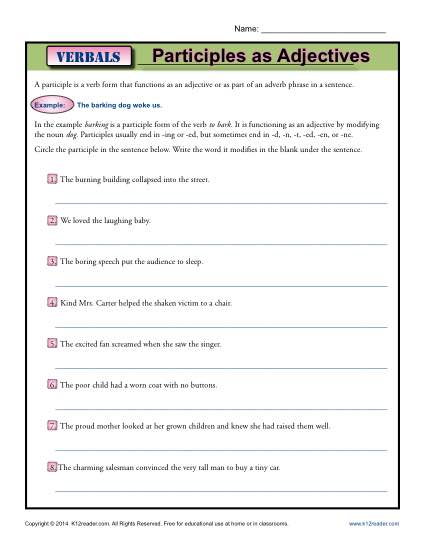 Name:
VERBALS Participles as Adjectives
A participle is a verb form that functions as an adjective or as part of an adverb phrase in a sentence.
Example: The barking dog woke us.
In the example barking is a participle form of the verb to bark. It is functioning as an adjective by modifying
the noun dog. Participles usually end in -ing or -ed, but sometimes end in -d, -n, -t, -ed, -en, or -ne.
Circle the participle in the sentence below. Write the word it modifies in the blank under the sentence.
1. The burning building collapsed into the street.
2. We loved the laughing baby.
3. The boring speech put the audience to sleep.
4. Kind Mrs. Carter helped the shaken victim to a chair.
5. The excited fan screamed when she saw the singer.
6. The poor child had a worn coat with no buttons.
7. The proud mother looked at her grown children and knew she had raised them well.
8. The charming salesman convinced the very tall man to buy a tiny car.
Copyright © 2014 K12reader.com. All Rights Reserved. Free for educational use at home or in classrooms. www.k12reader.com